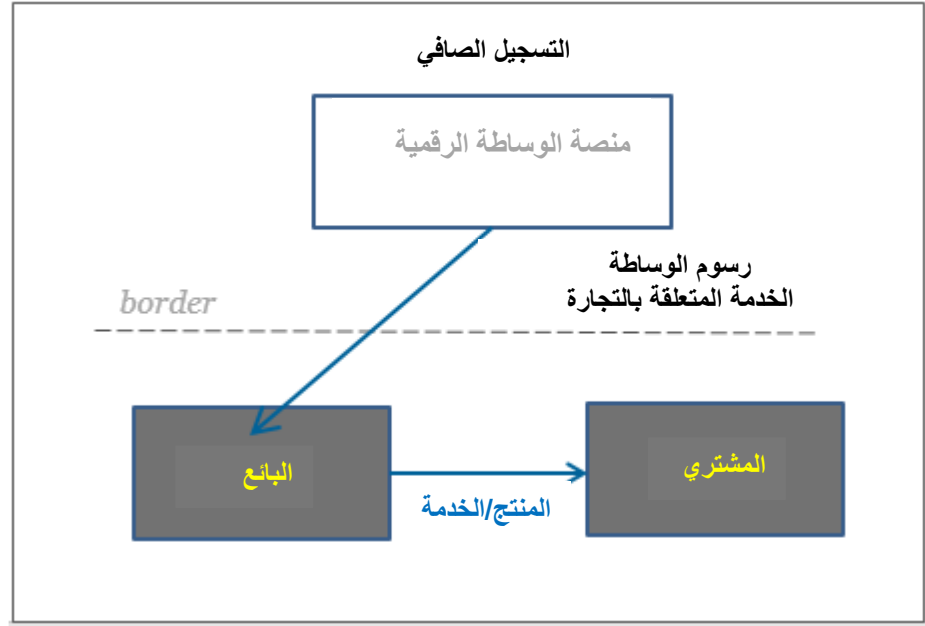 التسجيل الصافي
منصة الوساطة الرقمية
رسوم الوساطة
الخدمة المتعلقة بالتجارة
border
البائع
المشتري
المنتج/الخدمة